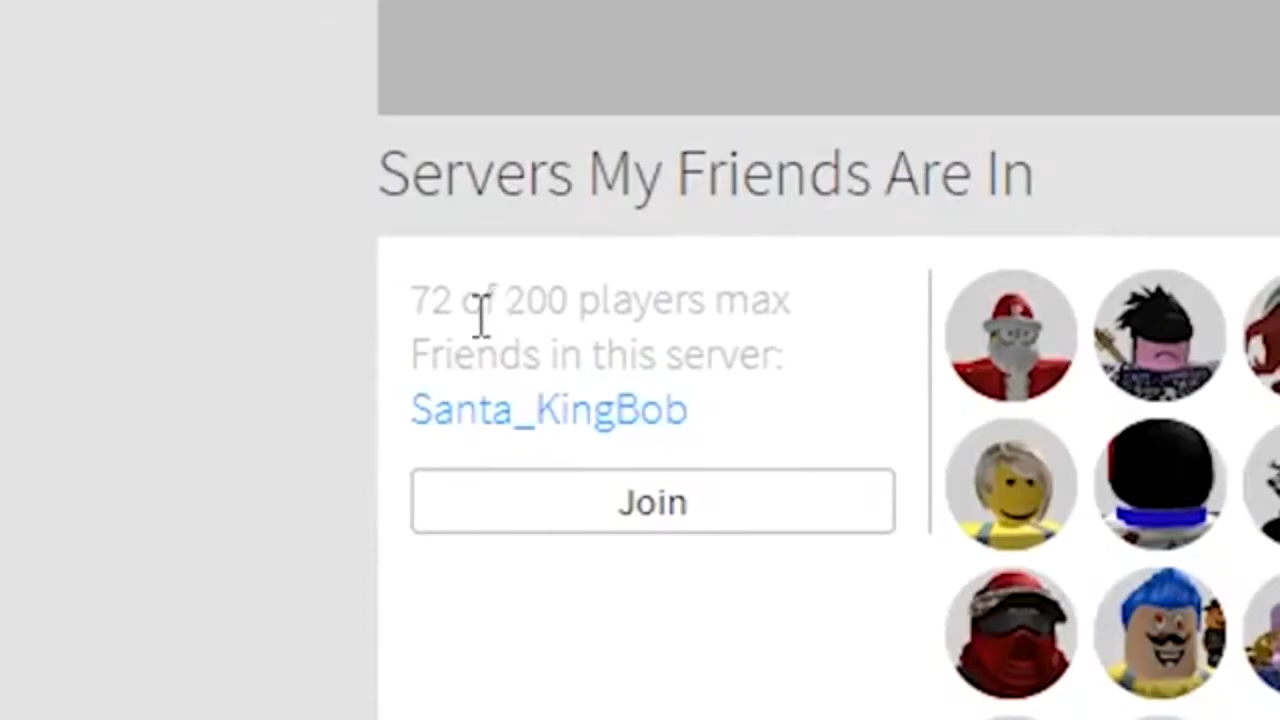 Servers My Friends Are In
72 of 200 players max
Friends in this server:
Santa_KingBob
Join